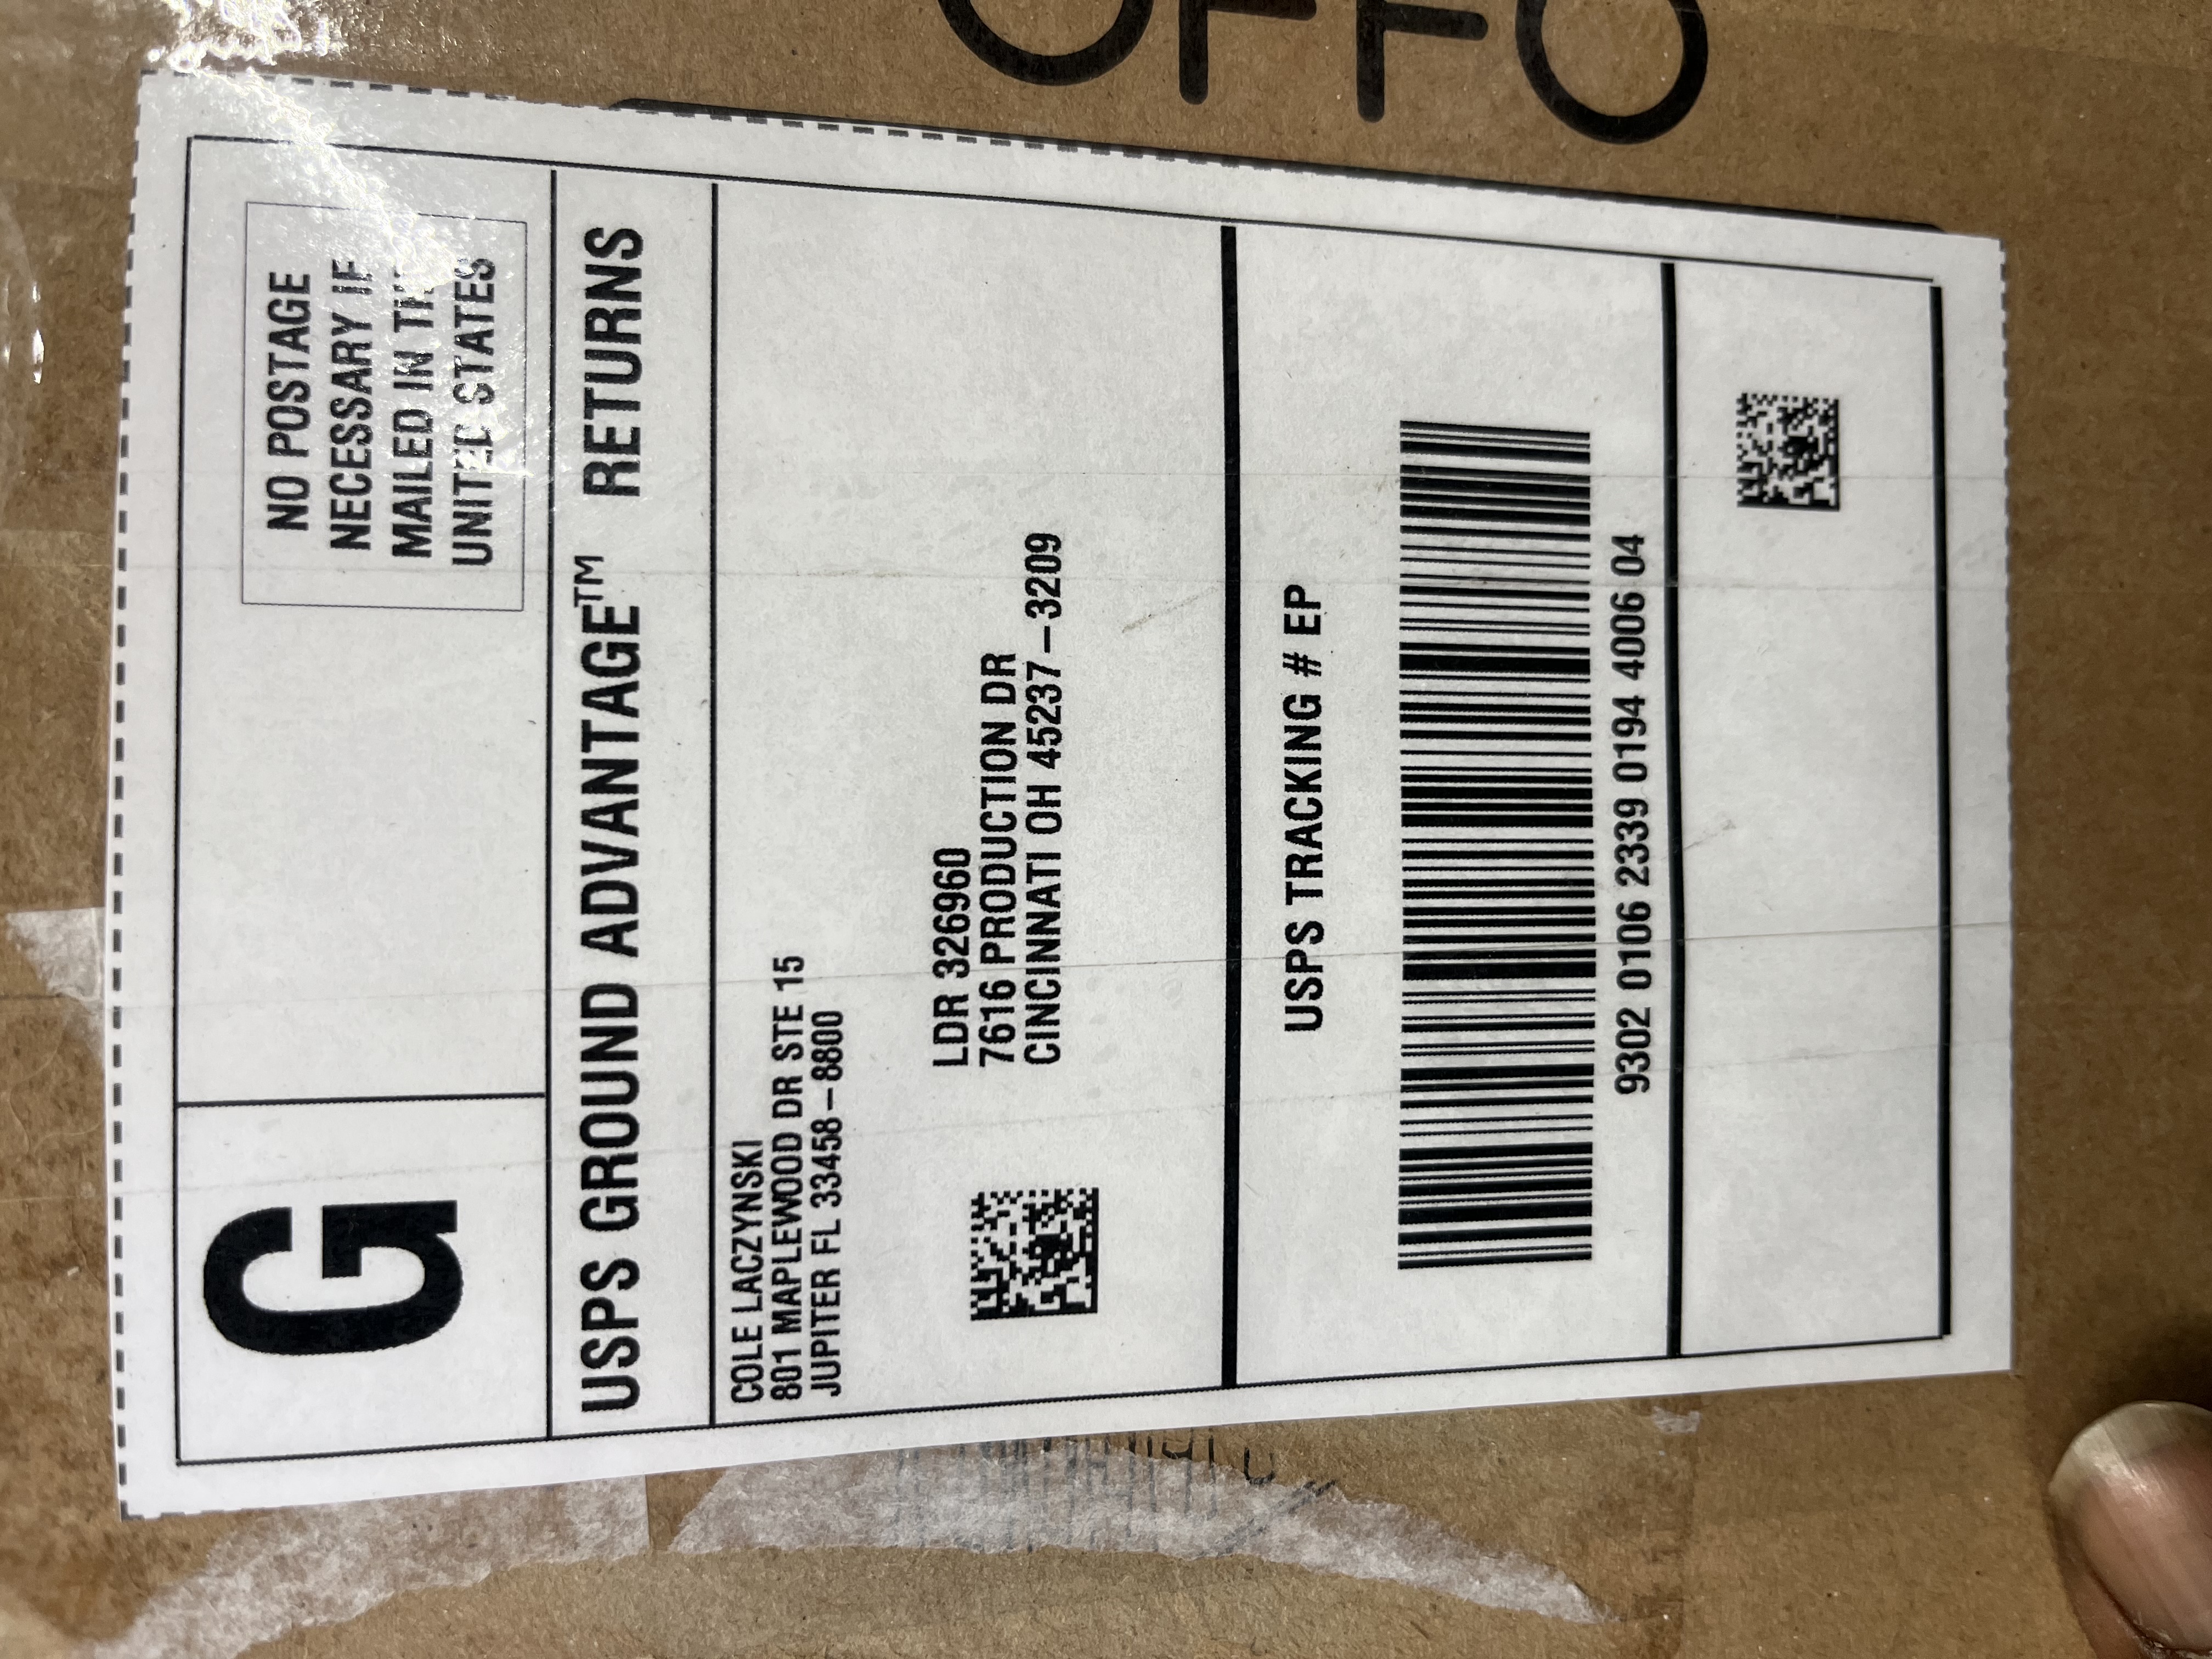 G
NO POSTAGE
NECESSARY IF
MAILED IN THE
UNITED STATES
USPS GROUND ADVANTAGE™ RETURNS
COLE LACZYNSKI
801 MAPLEWOOD DR STE 15
JUPITER FL 33458-8800
LDR 326960
7616 PRODUCTION DR
CINCINNATI OH 45237-3209
USPS TRACKING # EP
9302 0106 2339 0194 4006 04